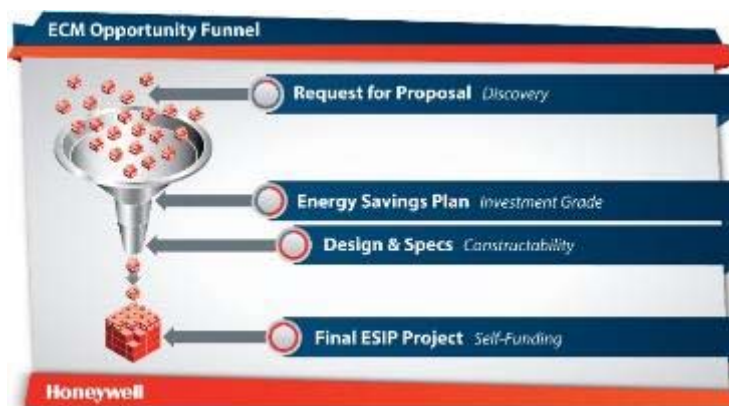 ECM Opportunity Funnel
Request for Proposal Discovery
Energy Savings Plan Investment Grade
Design & Specs Constructability
Final ESIP Project Self-Funding
Honeywell